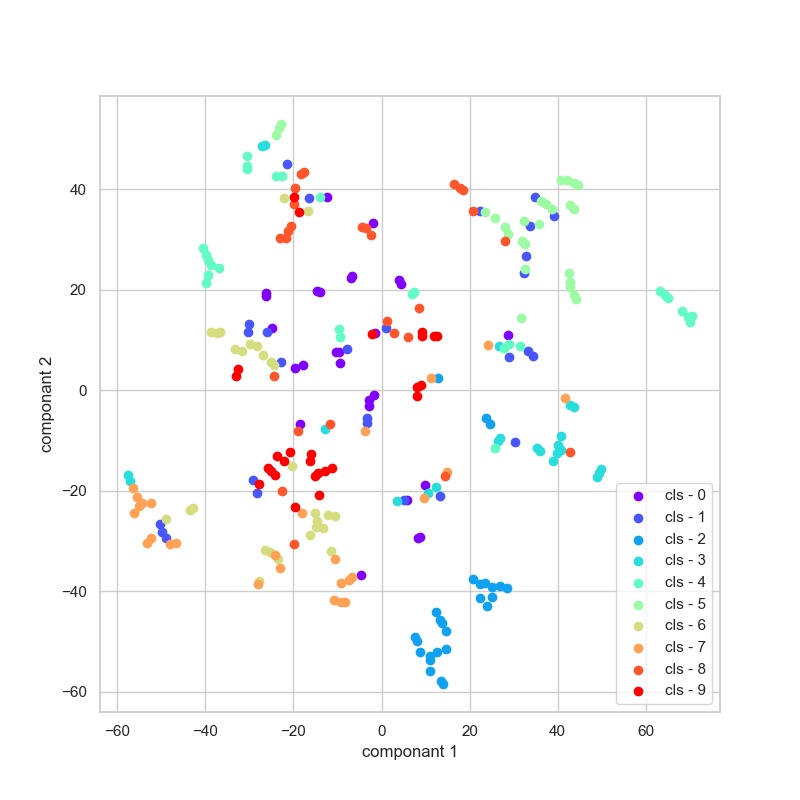 40
20
0
−20
−40
−60
componant 2
−60 −40 −20 0 20 40 60
componant 1
cls - 0
cls - 1
cls - 2
cls - 3
cls - 4
cls - 5
cls - 6
cls - 7
cls - 8
cls - 9